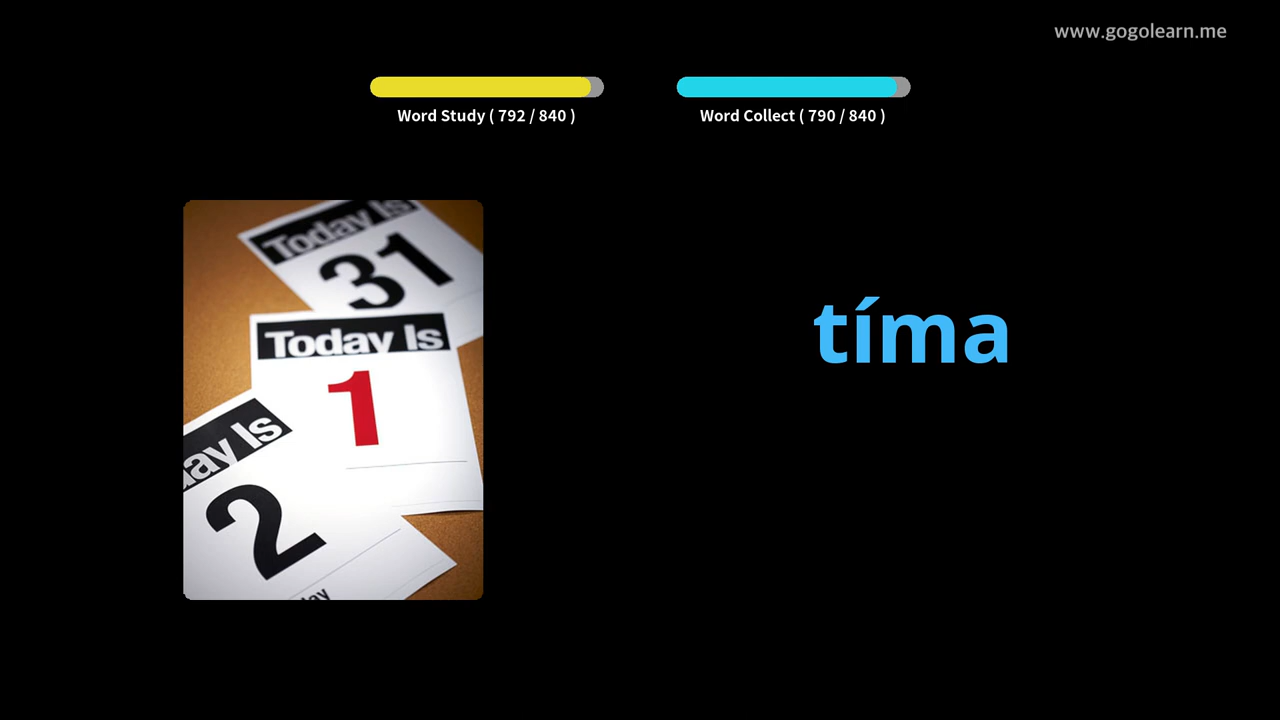 www.gogolearn.me
Word Study ( 792 / 840 )
Word Collect ( 790 / 840 )
Today Is
31
Today Is
1
ay Is
2
tíma